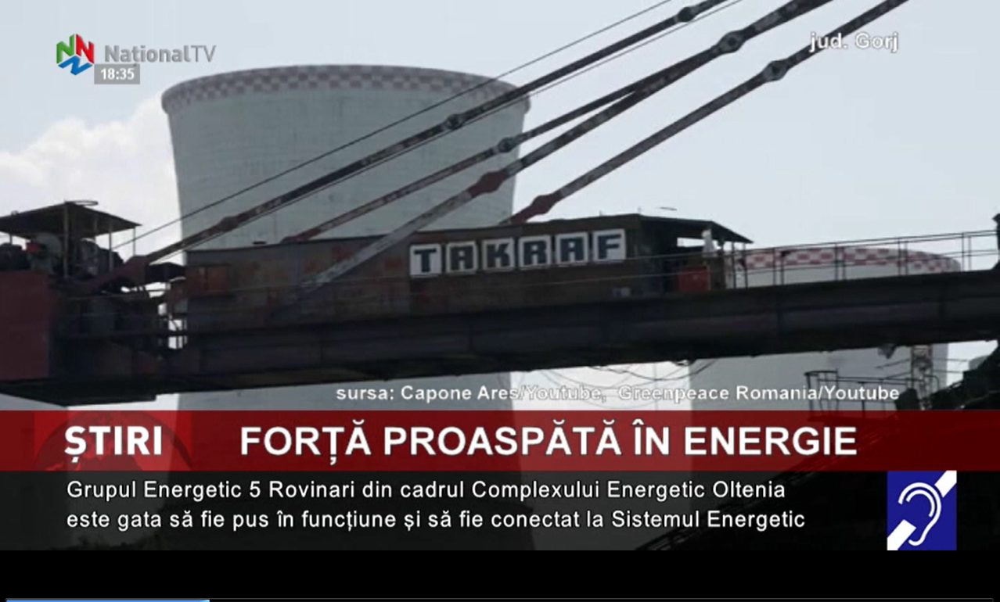 NaționalTV
18:35
jud. Gorj
TAKRAF
sursa: Capone Ares/Youtube, Greenpeace Romania/Youtube
ȘTIRI
FORȚĂ PROASPĂTĂ ÎN ENERGIE
Grupul Energetic 5 Rovinari din cadrul Complexului Energetic Oltenia
este gata să fie pus în funcțiune și să fie conectat la Sistemul Energetic